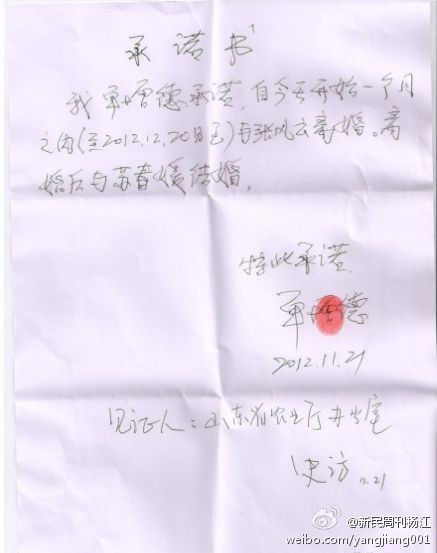 承诺书
我单增德承诺,自今天开始一个月
之内(至2012.12.20日至)与张风云离婚。离
婚后与苏春媛结婚,
特此承诺.
单增德
2012.11.21
见证人:山东省农业厅办公室
史访 11.21
@新民周刊杨江
weibo.com/yangjiang001